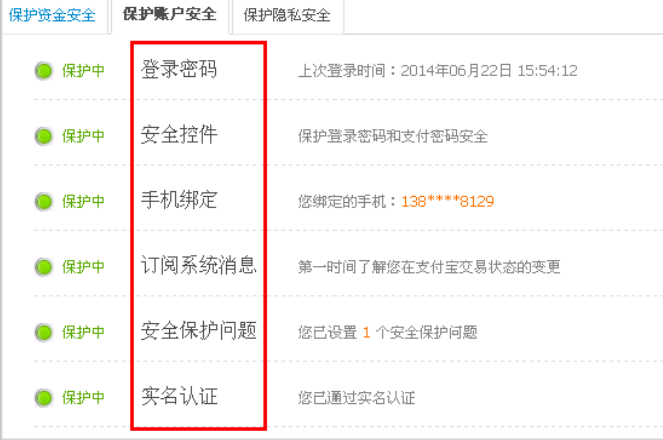 保护资金安全 保护账户安全 保护隐私安全
保护中 登录密码 上次登录时间：2014年06月22日 15:54:12
保护中 安全控件 保护登录密码和支付密码安全
保护中 手机绑定 您绑定的手机：138****8129
保护中 订阅系统消息 第一时间了解您在支付宝交易状态的变更
保护中 安全保护问题 您已设置 1 个安全保护问题
保护中 实名认证 您已通过实名认证